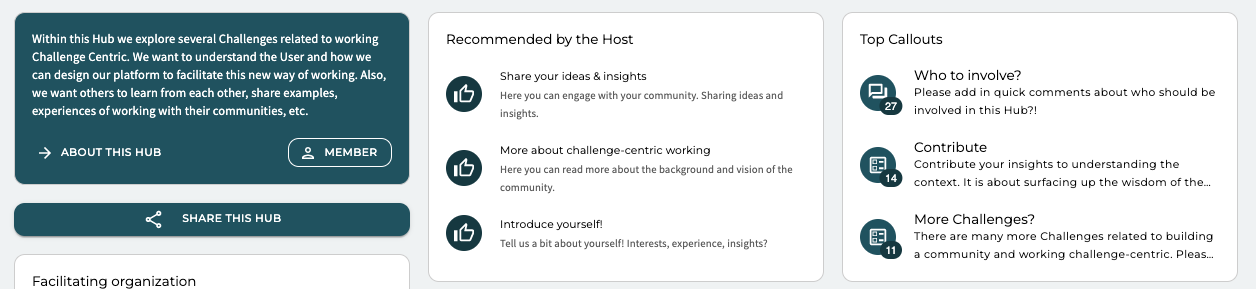 Within this Hub we explore several Challenges related to working
Challenge Centric. We want to understand the User and how we
can design our platform to facilitate this new way of working. Also,
we want others to learn from each other, share examples,
experiences of working with their communities, etc.
ABOUT THIS HUB
MEMBER
SHARE THIS HUB
Facilitating organization
Recommended by the Host
Share your ideas & insights
Here you can engage with your community. Sharing ideas and
insights.
More about challenge-centric working
Here you can read more about the background and vision of the
community.
Introduce yourself!
Tell us a bit about yourself! Interests, experience, insights?
Top Callouts
Who to involve?
27
Please add in quick comments about who should be
involved in this Hub?!
Contribute
14
Contribute your insights to understanding the
context. It is about surfacing up the wisdom of the...
More Challenges?
11
There are many more Challenges related to building
a community and working challenge-centric. Pleas...